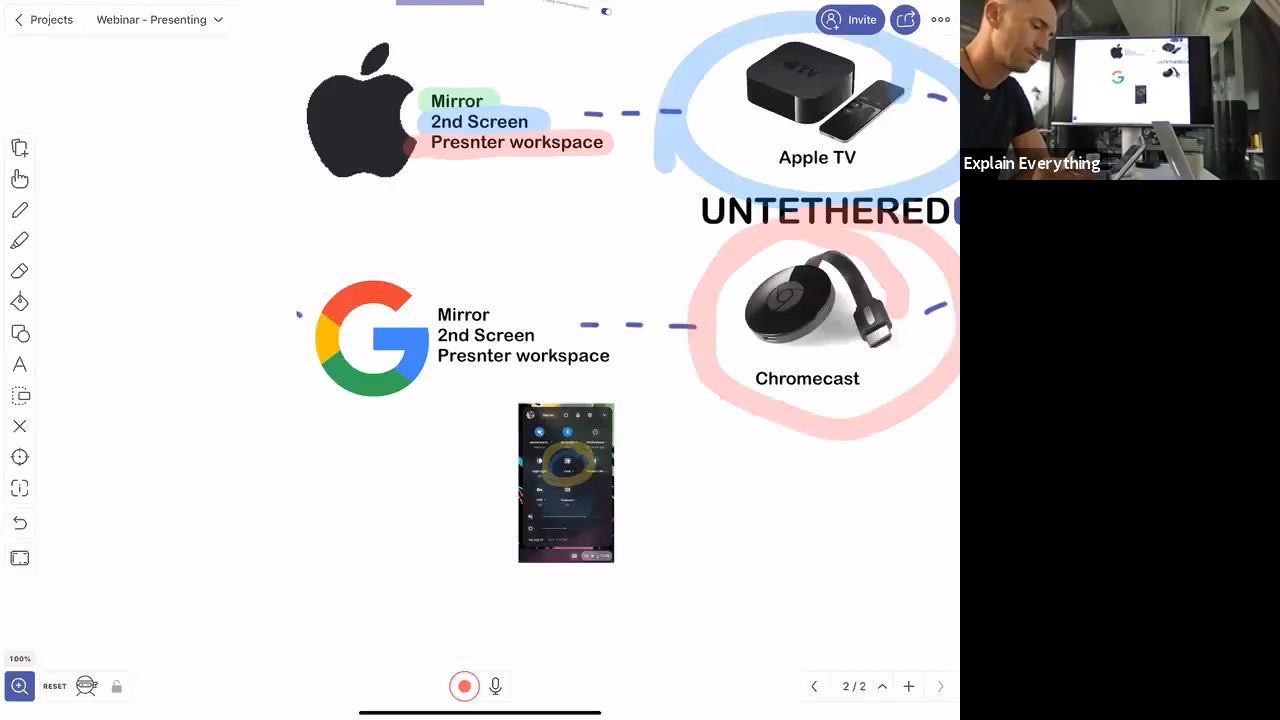 Projects
Webinar - Presenting
Invite
Mirror
2nd Screen
Presnter workspace
tv
Apple TV
Explain Everything
UNTETHERED
Mirror
2nd Screen
Presnter workspace
Chromecast
100%
RESET
2 / 2